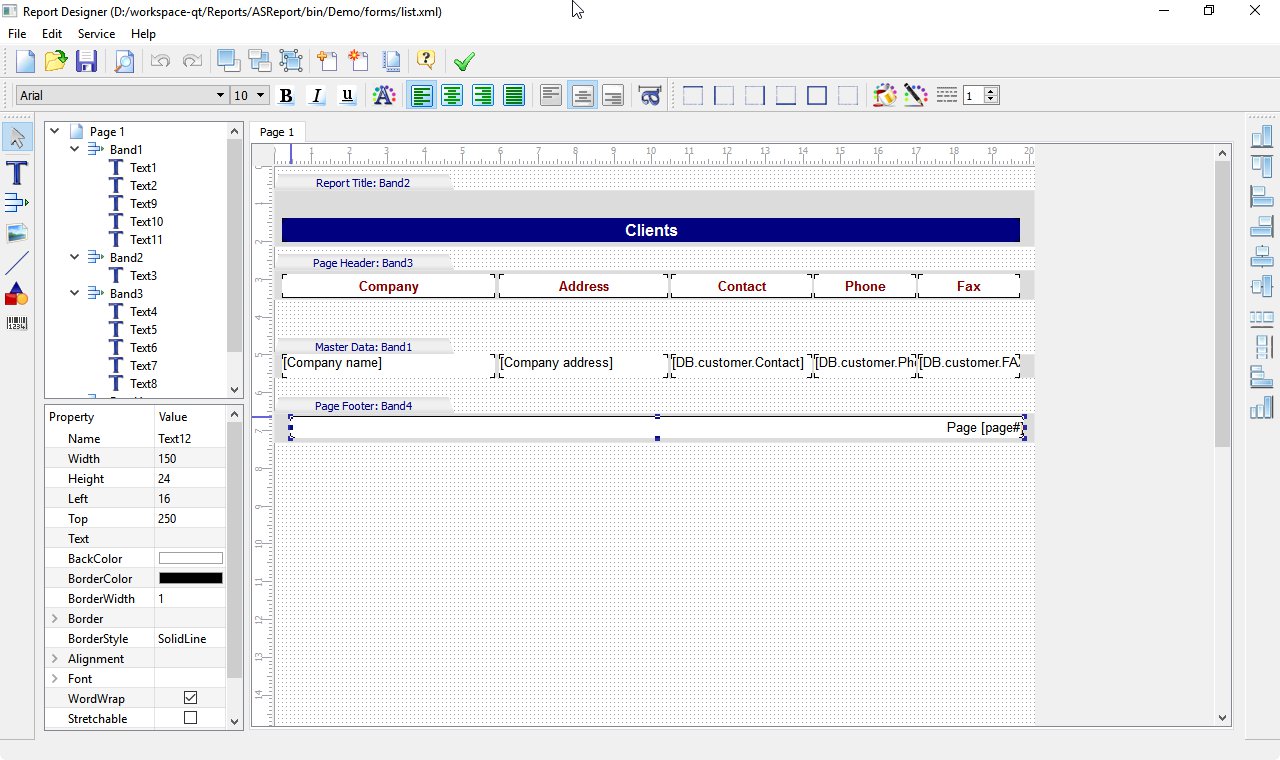 Report Designer (D:/workspace-qt/Reports/ASReport/bin/Demo/forms/list.xml)
File Edit Service Help
Arial 10 B I u 1
Page 1
Band1
Text1
Text2
Text9
Text10
Text11
Band2
Text3
Band3
Text4
Text5
Text6
Text7
Text8
Property Value
Name Text12
Width 150
Height 24
Left 16
Top 250
Text
BackColor
BorderColor
BorderWidth 1
Border
BorderStyle SolidLine
Alignment
Font
WordWrap
Stretchable
Page 1
1 2 3 4 5 6 7 8 9 10 11 12 13 14 15 16 17 18 19 20
1
2
3
4
5
6
7
8
9
10
11
12
13
14
Report Title: Band2
Clients
Page Header: Band3
Company Address Contact Phone Fax
Master Data: Band1
[Company name] [Company address] [DB.customer.Contact] [DB.customer.Ph [DB.customer.FA
Page Footer: Band4
Page [page#]